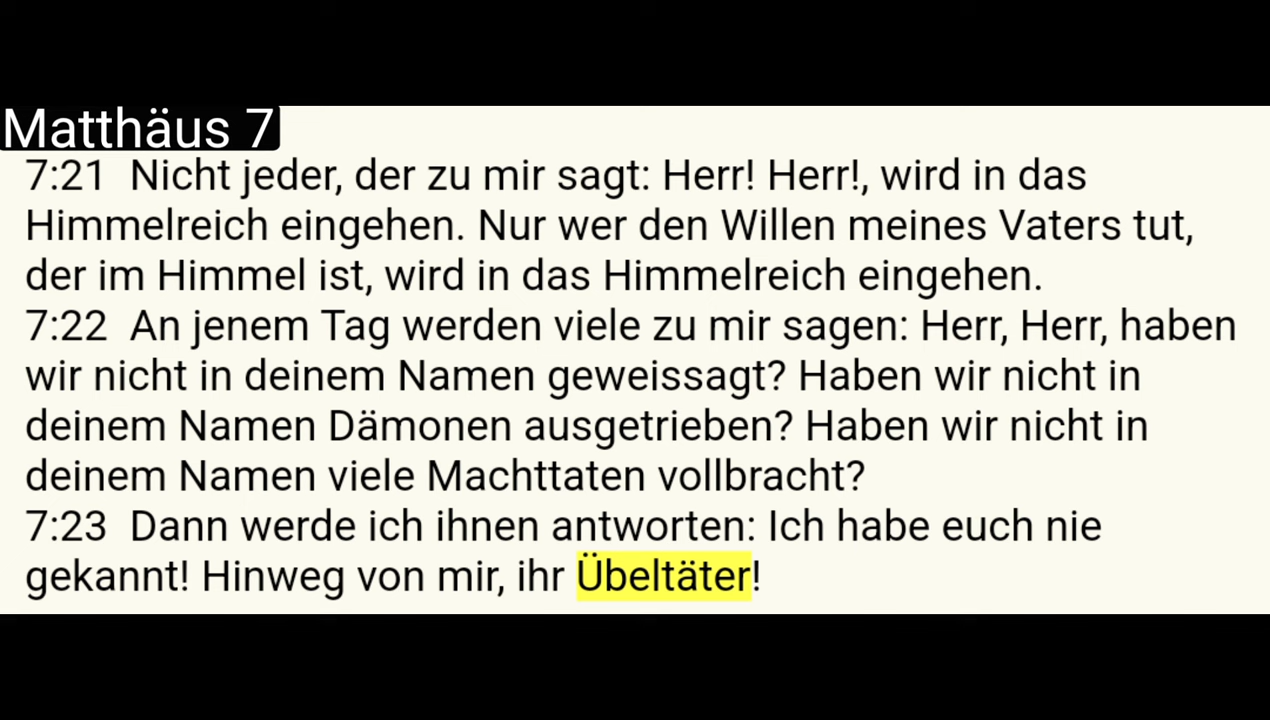 Matthäus 7
7:21 Nicht jeder, der zu mir sagt: Herr! Herr!, wird in das
Himmelreich eingehen. Nur wer den Willen meines Vaters tut,
der im Himmel ist, wird in das Himmelreich eingehen.
7:22 An jenem Tag werden viele zu mir sagen: Herr, Herr, haben
wir nicht in deinem Namen geweissagt? Haben wir nicht in
deinem Namen Dämonen ausgetrieben? Haben wir nicht in
deinem Namen viele Machttaten vollbracht?
7:23 Dann werde ich ihnen antworten: Ich habe euch nie
gekannt! Hinweg von mir, ihr Übeltäter!